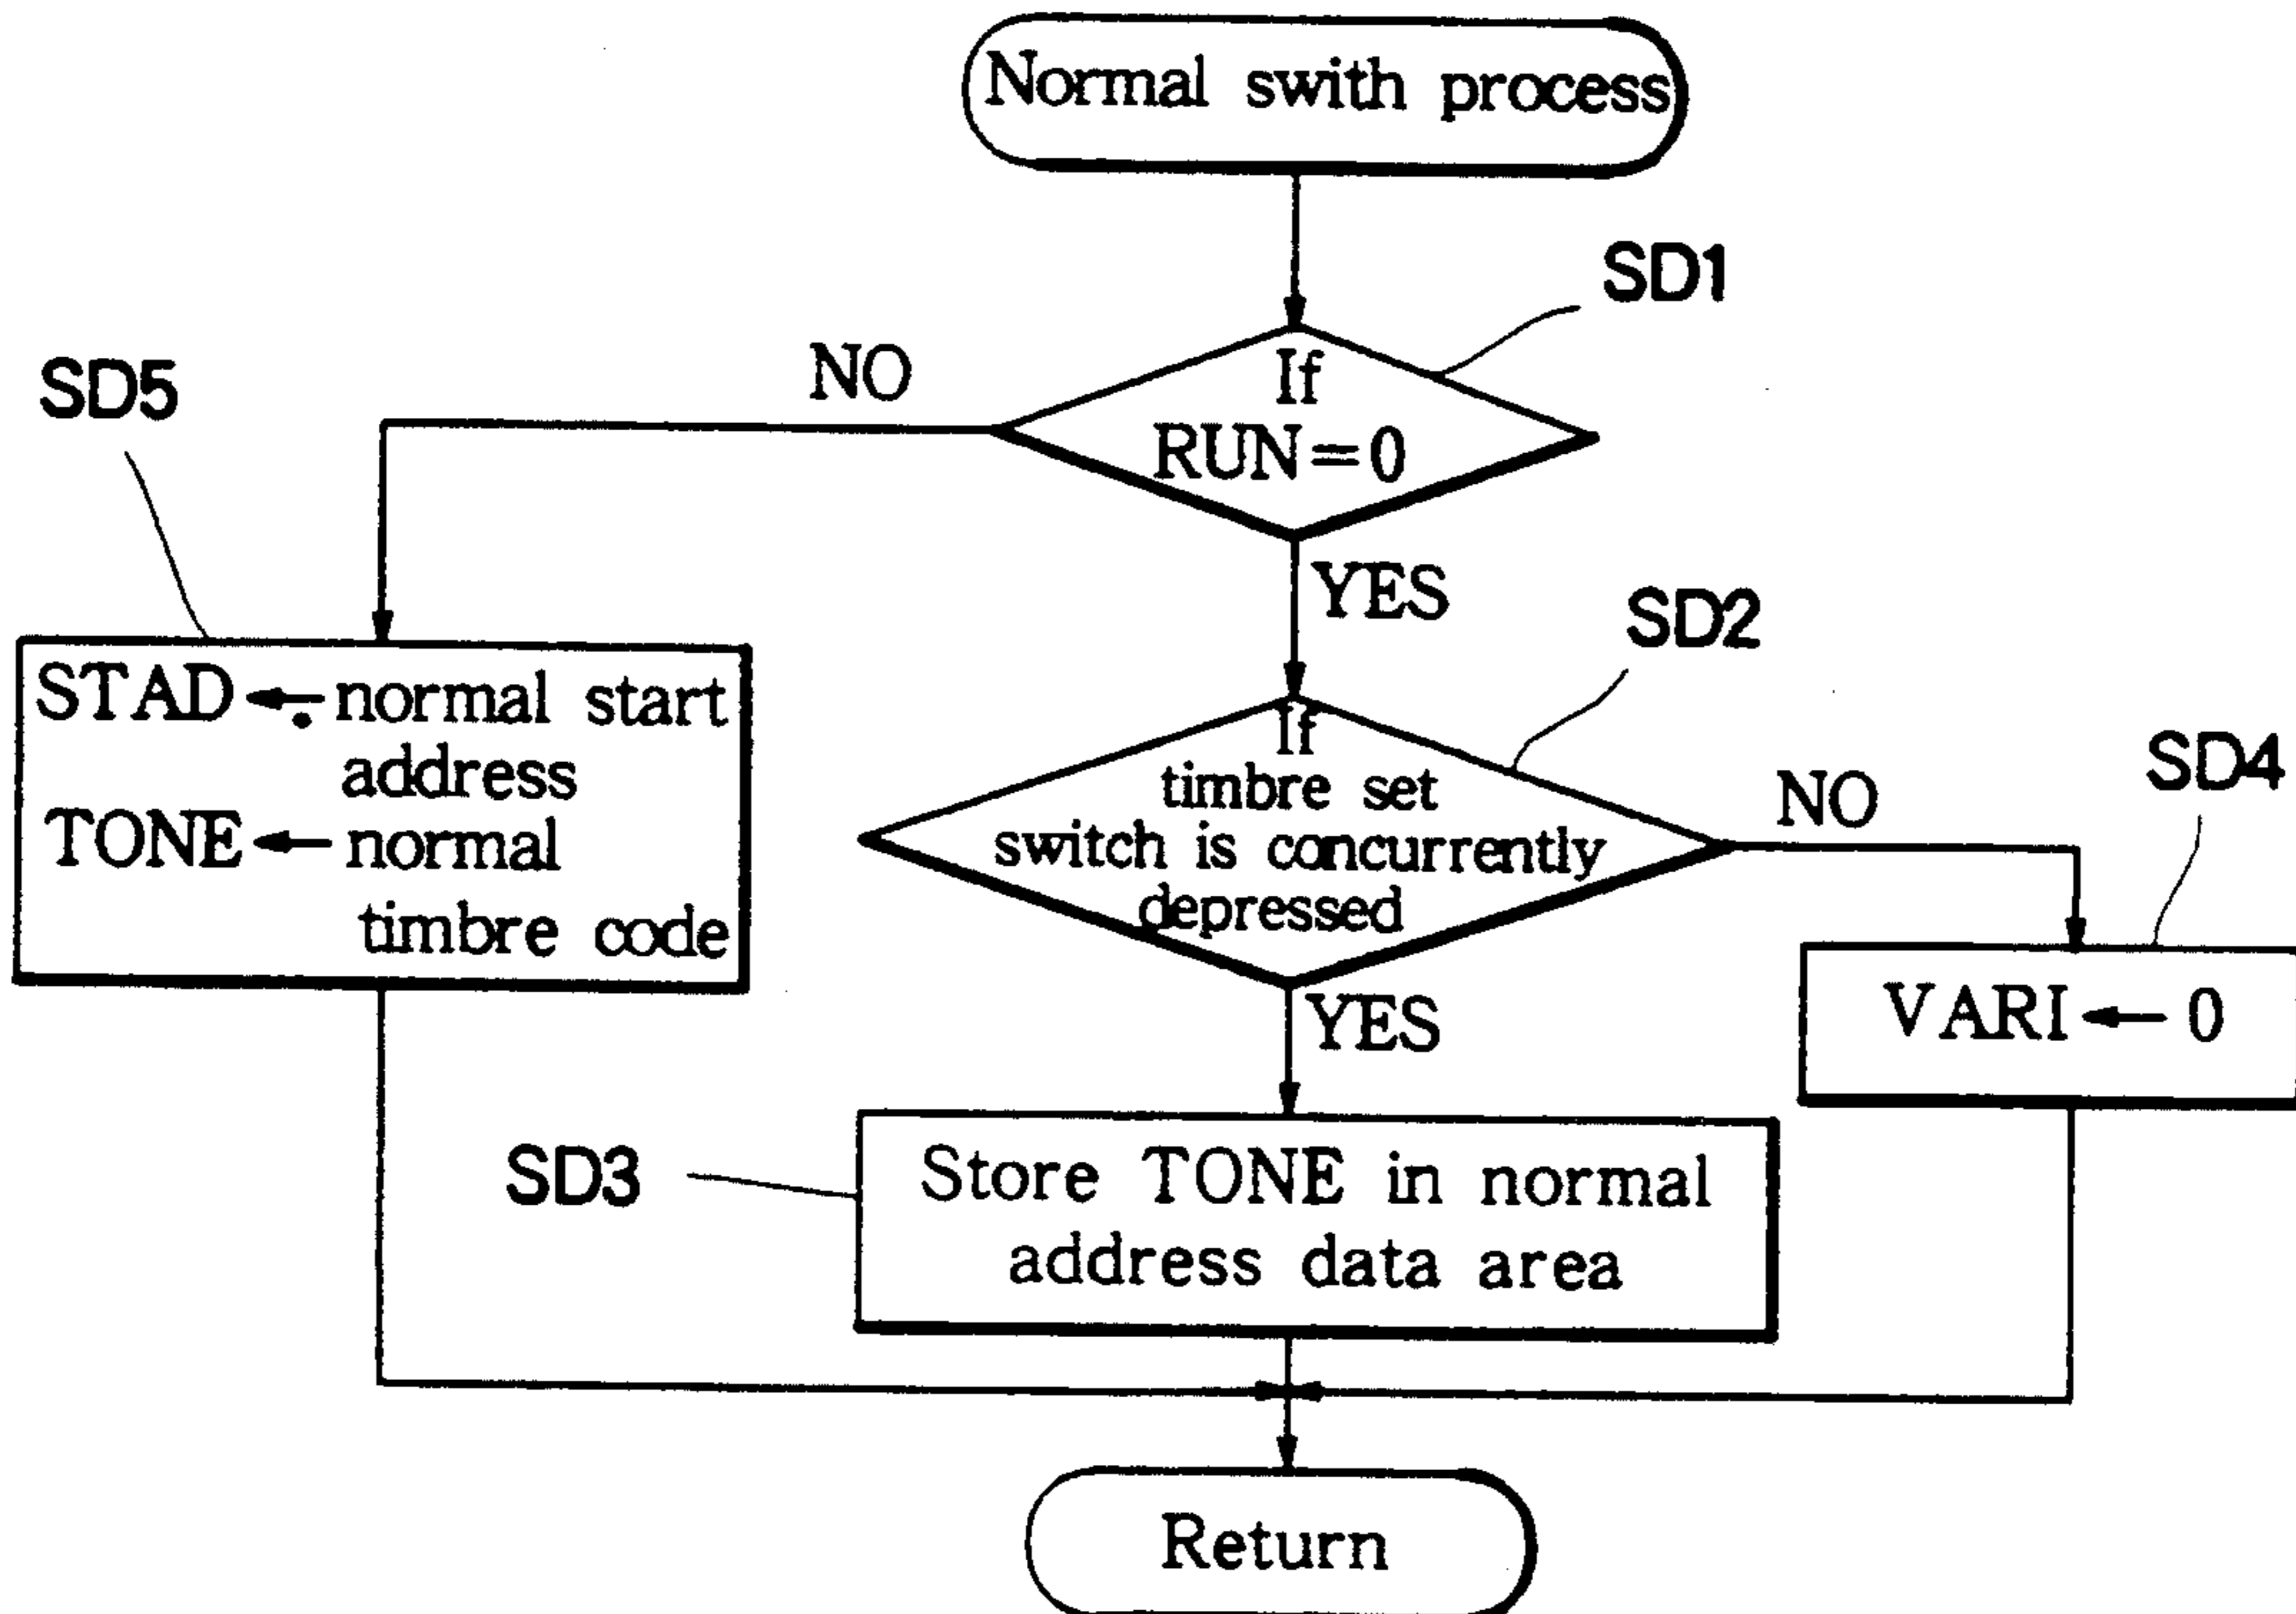 Normal swith process
SD1
If
RUN=0
NO
YES
SD5
STAD ← normal start
address
TONE ← normal
timbre code
SD2
If
timbre set
switch is concurrently
depressed
NO
YES
SD4
VARI ← 0
SD3
Store TONE in normal
address data area
Return